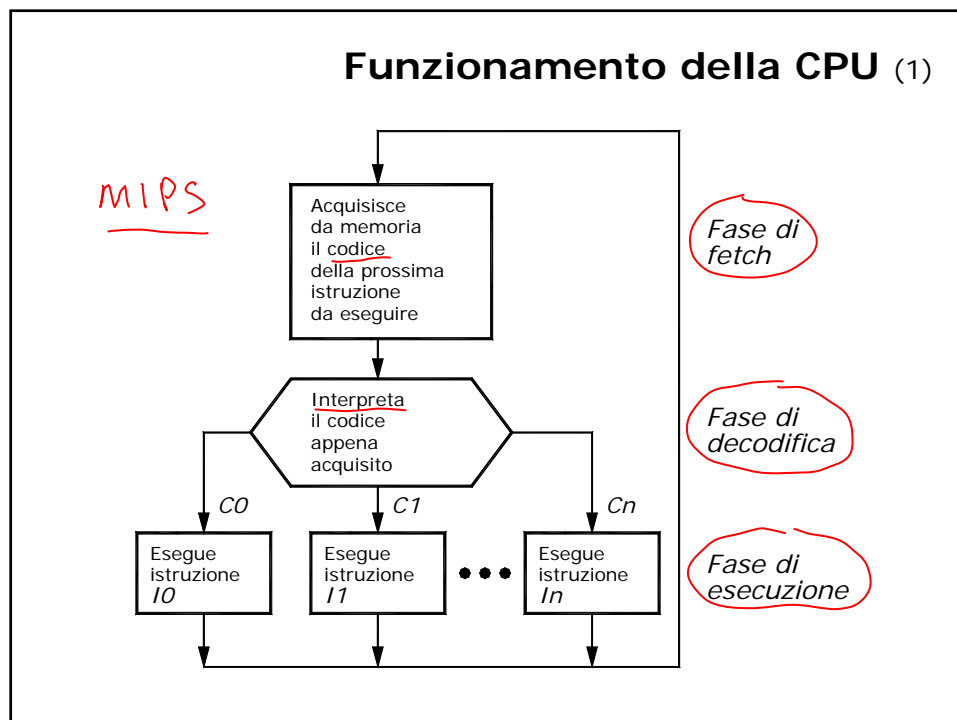 Funzionamento della CPU (1)
MIPS
Acquisisce
da memoria
il codice
della prossima
istruzione
da eseguire
Fase di
fetch
Interpreta
il codice
appena
acquisito
Fase di
decodifica
C0
C1
Cn
Esegue
istruzione
I0
Esegue
istruzione
I1
Esegue
istruzione
In
Fase di
esecuzione